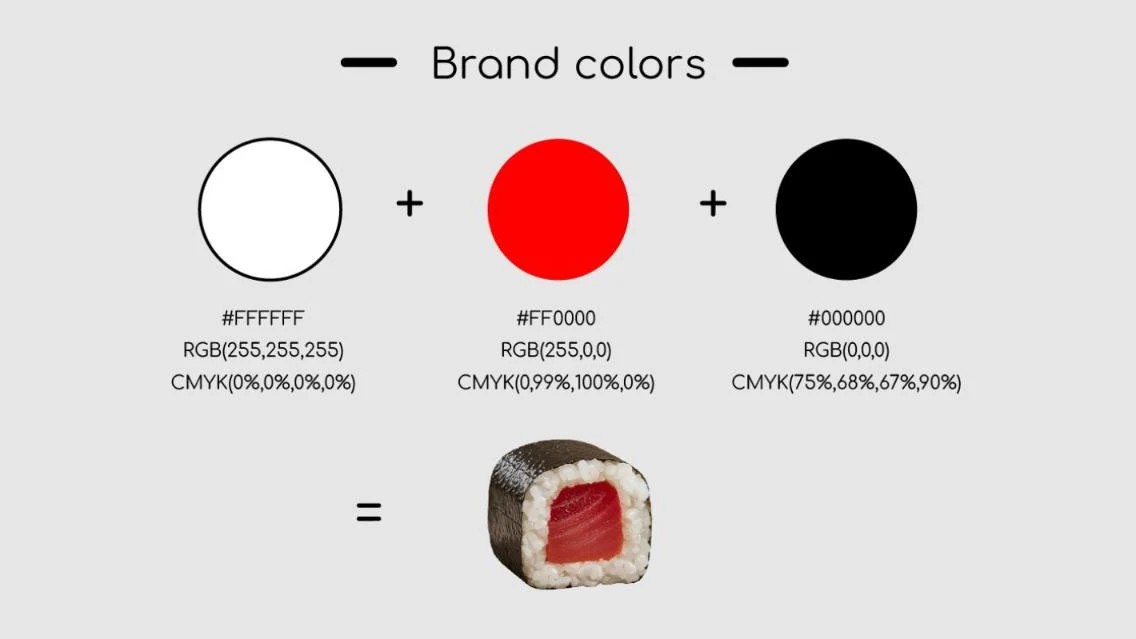 Brand colors
+ +
#FFFFFF #FF0000 #000000
RGB(255,255,255) RGB(255,0,0) RGB(0,0,0)
CMYK(0%,0%,0%,0%) CMYK(0,99%,100%,0%) CMYK(75%,68%,67%,90%)
=